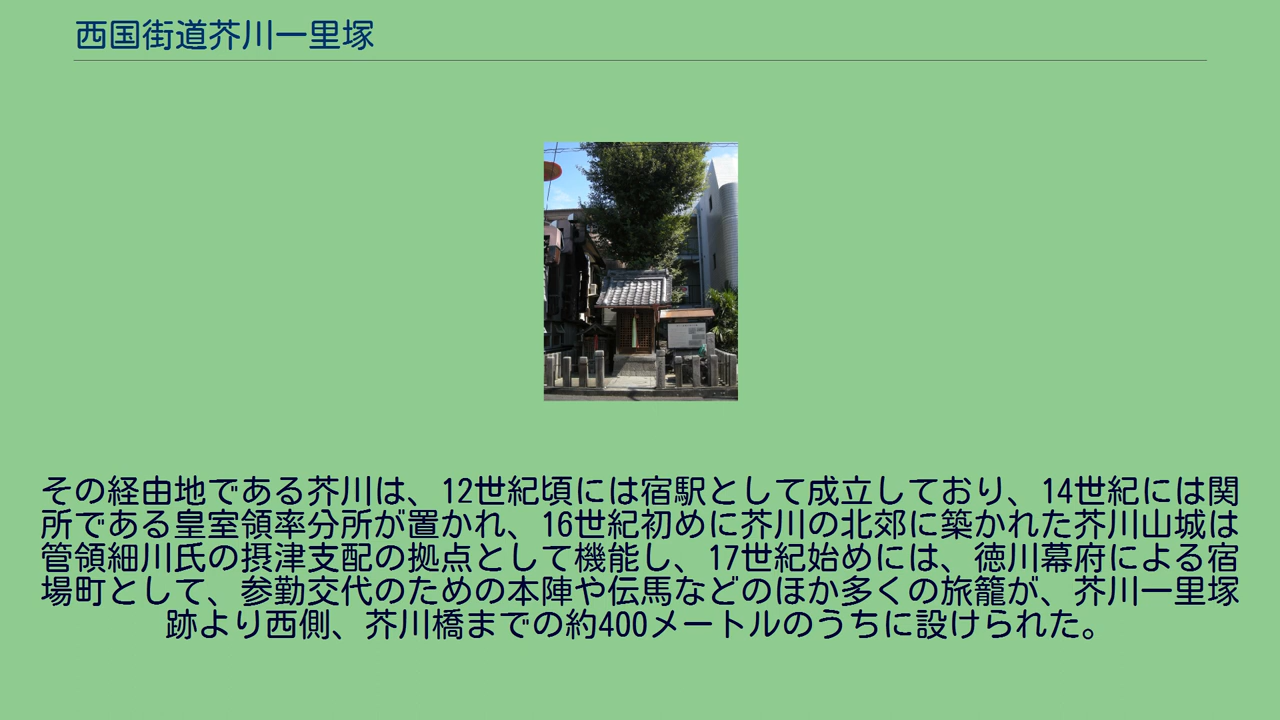 西国街道芥川一里塚
その経由地である芥川は、12世紀頃には宿駅として成立しており、14世紀には関
所である皇室領率分所が置かれ、16世紀初めに芥川の北郊に築かれた芥川山城は
管領細川氏の摂津支配の拠点として機能し、17世紀始めには、徳川幕府による宿
場町として、参勤交代のための本陣や伝馬などのほか多くの旅籠が、芥川一里塚
跡より西側、芥川橋までの約400メートルのうちに設けられた。